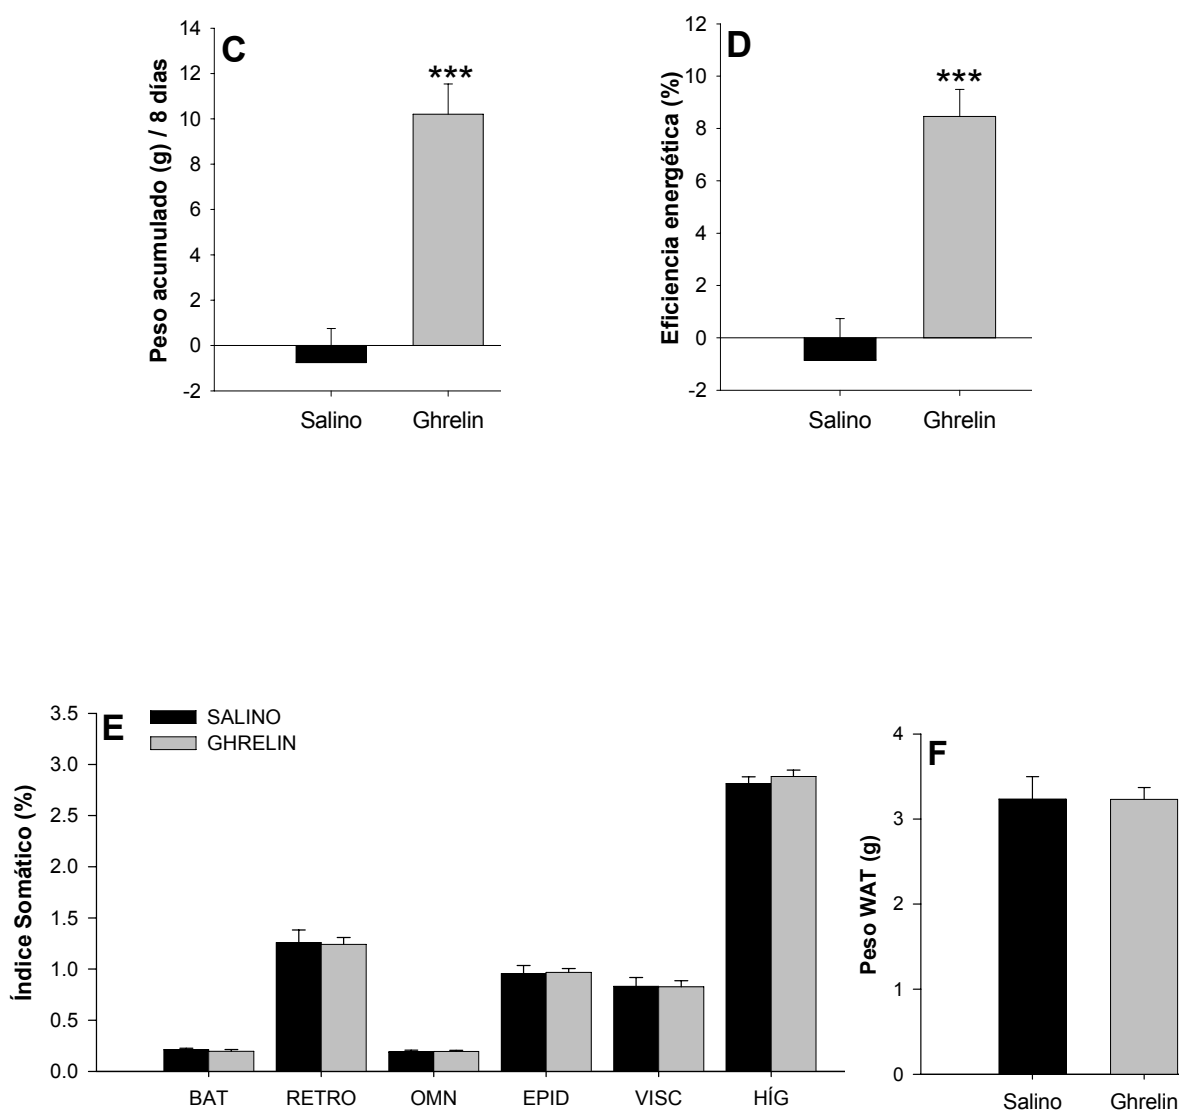 C
Peso acumulado (g) / 8 días
14
12
10
8
6
4
2
0
-2
***
Salino Ghrelin
D
Eficiencia energética (%)
12
10
8
6
4
2
0
-2
***
Salino Ghrelin
E
SALINO
GHRELIN
Índice Somático (%)
3.5
3.0
2.5
2.0
1.5
1.0
0.5
0.0
BAT RETRO OMN EPID VISC HÍG
F
Peso WAT (g)
4
3
2
1
0
Salino Ghrelin